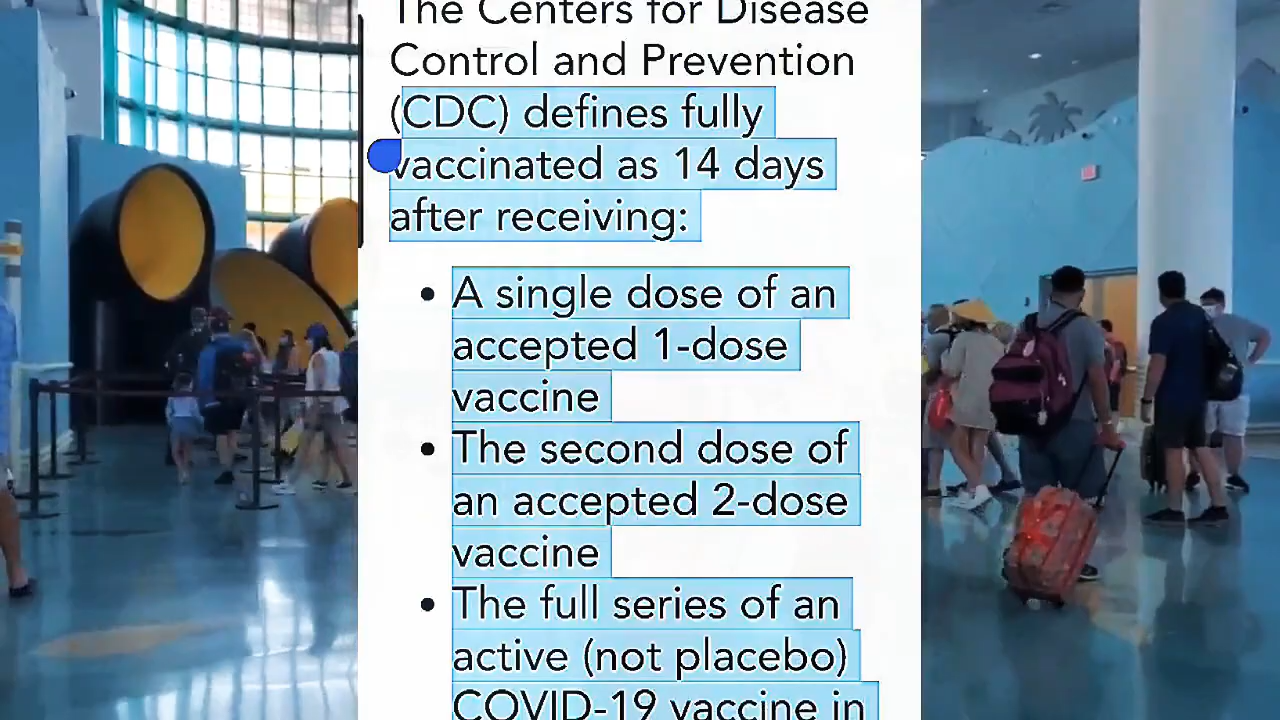 The Centers for Disease
Control and Prevention
(CDC) defines fully
vaccinated as 14 days
after receiving:
• A single dose of an
accepted 1-dose
vaccine
• The second dose of
an accepted 2-dose
vaccine
• The full series of an
active (not placebo)
COVID-19 vaccine in